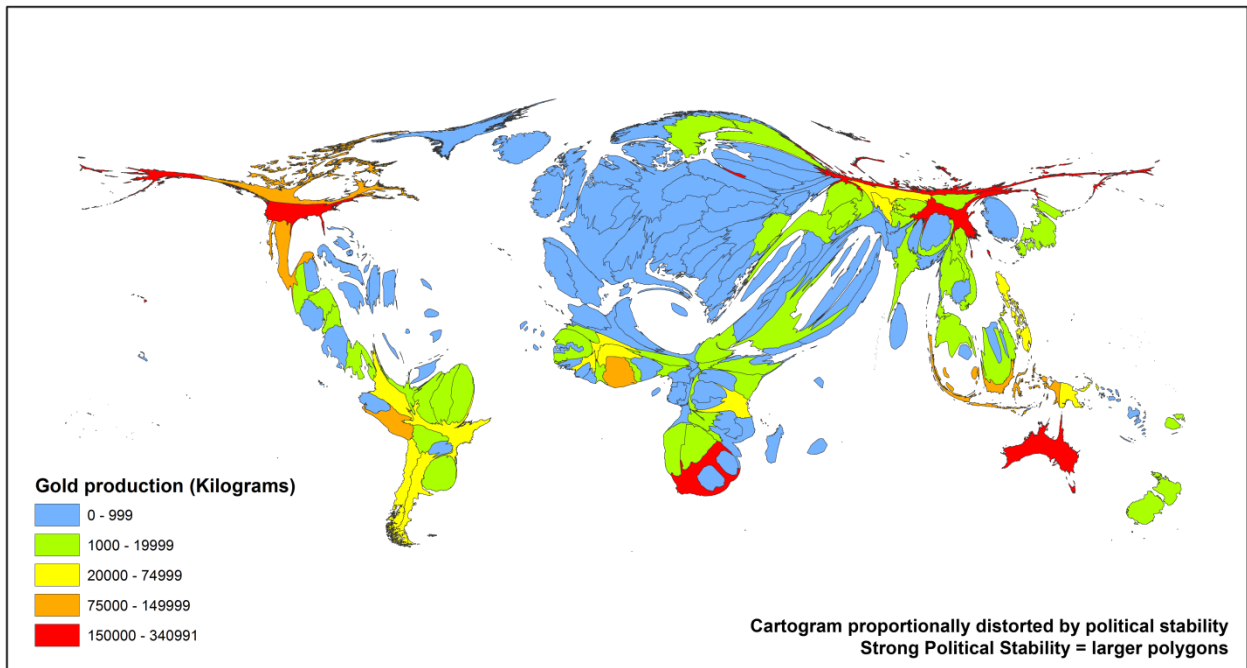 Gold production (Kilograms)
0 - 999
1000 - 19999
20000 - 74999
75000 - 149999
150000 - 340991
Cartogram proportionally distorted by political stability
Strong Political Stability = larger polygons